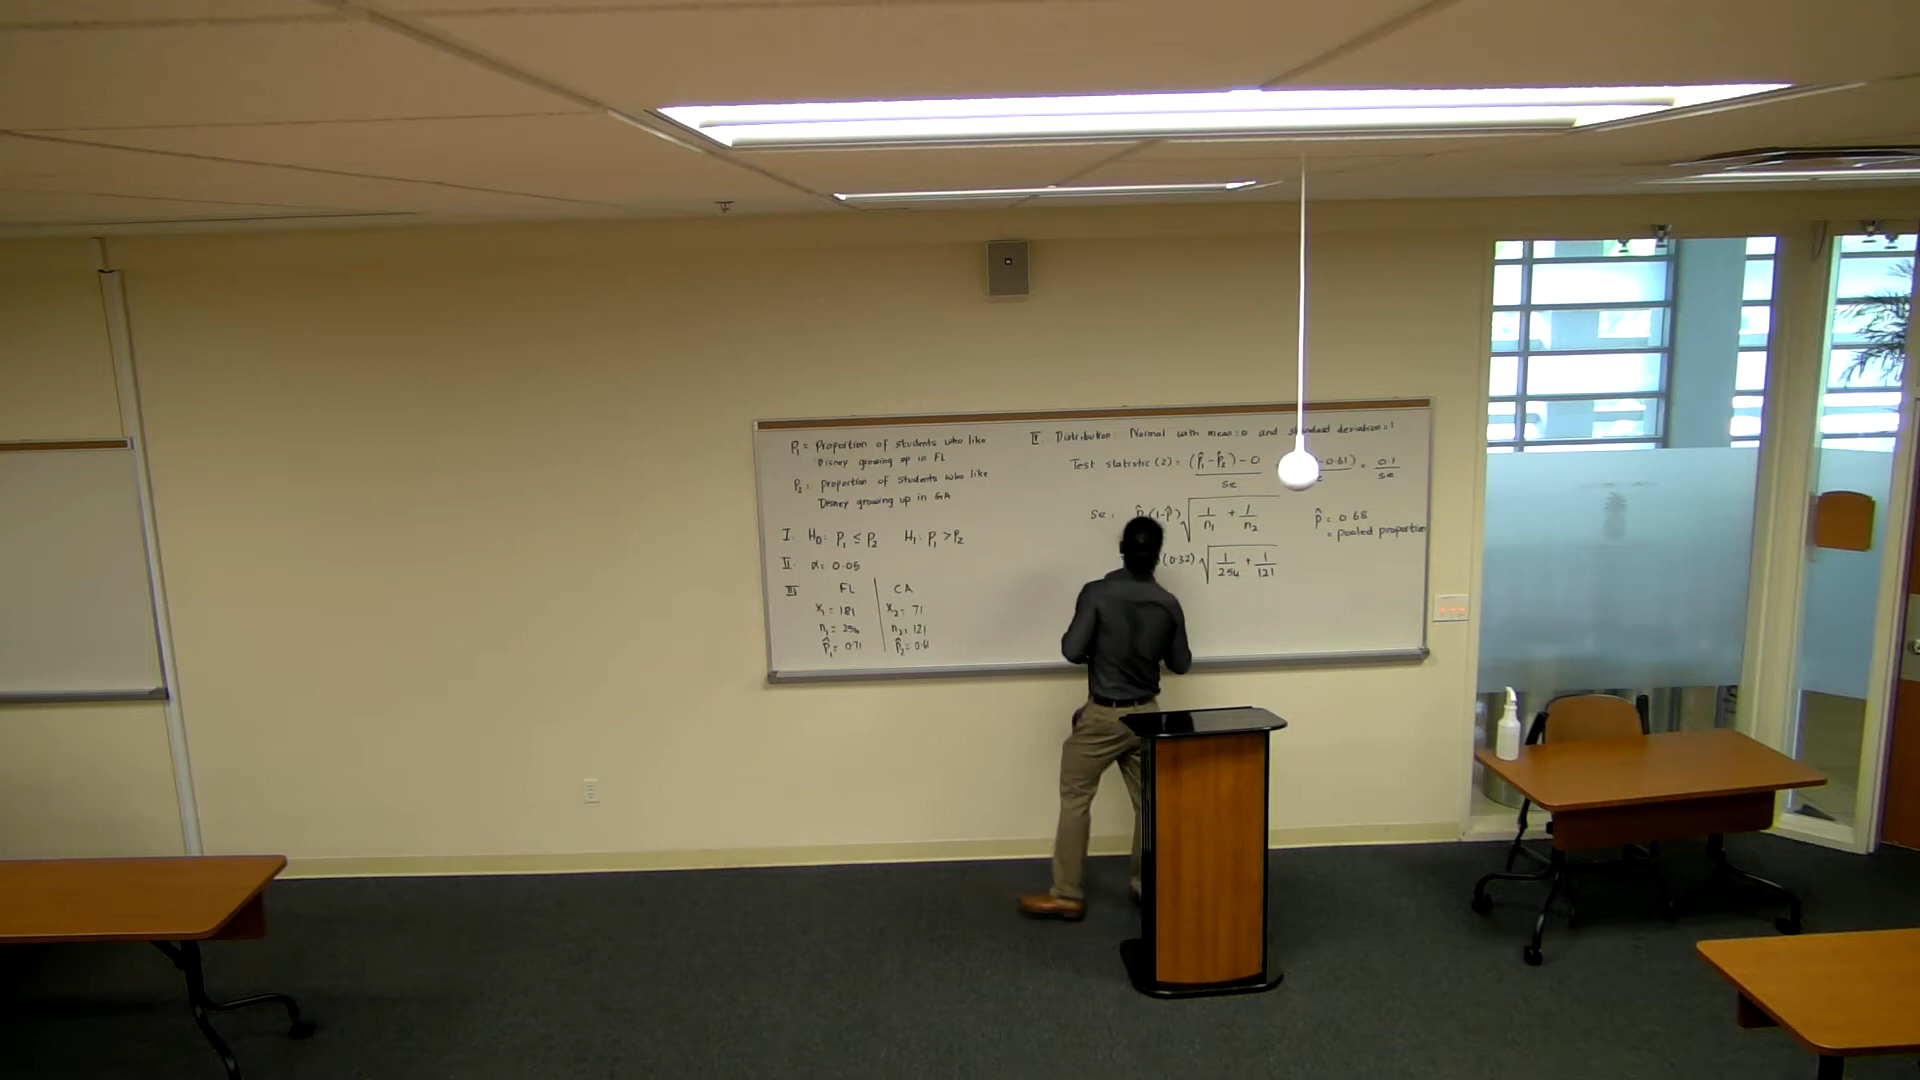 P₁ = Proportion of students who like
Disney growing up in FL
P₂ = Proportion of students who like
Disney growing up in GA
I. H₀: P₁ ≤ P₂ H₁: P₁ > P₂
II. α = 0.05
III FL CA
X₁ = 181 X₂ = 71
n₁ = 254 n₂ = 121
p̂₁ = 0.71 p̂₂ = 0.61
IV. Distribution: Normal with mean = 0 and standard deviation = 1
Test statistic (z) = (p̂₁ - p̂₂) - 0 / se - 0.61) = 0.1 / se
se = p̂ (1-p̂) √ 1/n₁ + 1/n₂
p̂ = 0.68
= pooled proportion
(0.32) √ 1/254 + 1/121